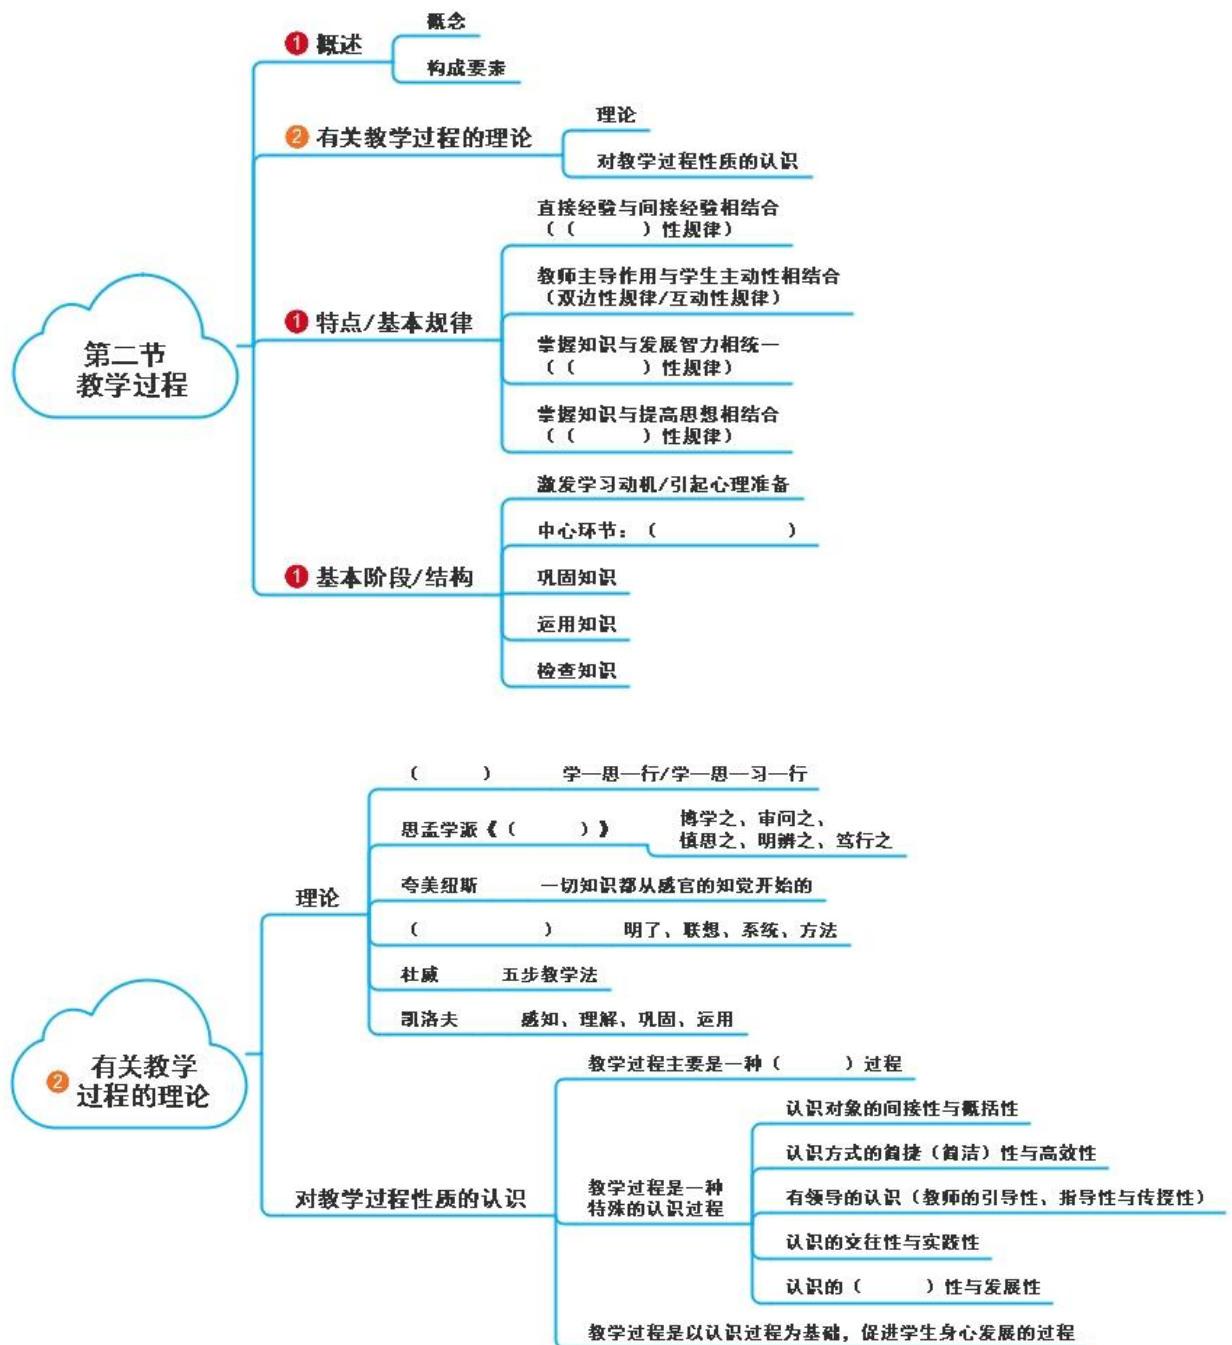 ① 概述
概念
构成要素
② 有关教学过程的理论
理论
对教学过程性质的认识
第二节
教学过程
① 特点/基本规律
直接经验与间接经验相结合
（（　　　）性规律）
教师主导作用与学生主动性相结合
（双边性规律/互动性规律）
掌握知识与发展智力相统一
（（　　　）性规律）
掌握知识与提高思想相结合
（（　　　）性规律）
① 基本阶段/结构
激发学习动机/引起心理准备
中心环节：（　　　　　　）
巩固知识
运用知识
检查知识
② 有关教学
过程的理论
理论
（　　　）　　　学—思—行/学—思—习—行
思孟学派《（　　　）》
博学之、审问之、
慎思之、明辨之、笃行之
夸美纽斯　　　一切知识都从感官的知觉开始的
（　　　　　　）　　　明了、联想、系统、方法
杜威　　　五步教学法
凯洛夫　　　感知、理解、巩固、运用
对教学过程性质的认识
教学过程主要是一种（　　　）过程
教学过程是一种
特殊的认识过程
认识对象的间接性与概括性
认识方式的简捷（简洁）性与高效性
有领导的认识（教师的引导性、指导性与传授性）
认识的交往性与实践性
认识的（　　　）性与发展性
教学过程是以认识过程为基础，促进学生身心发展的过程